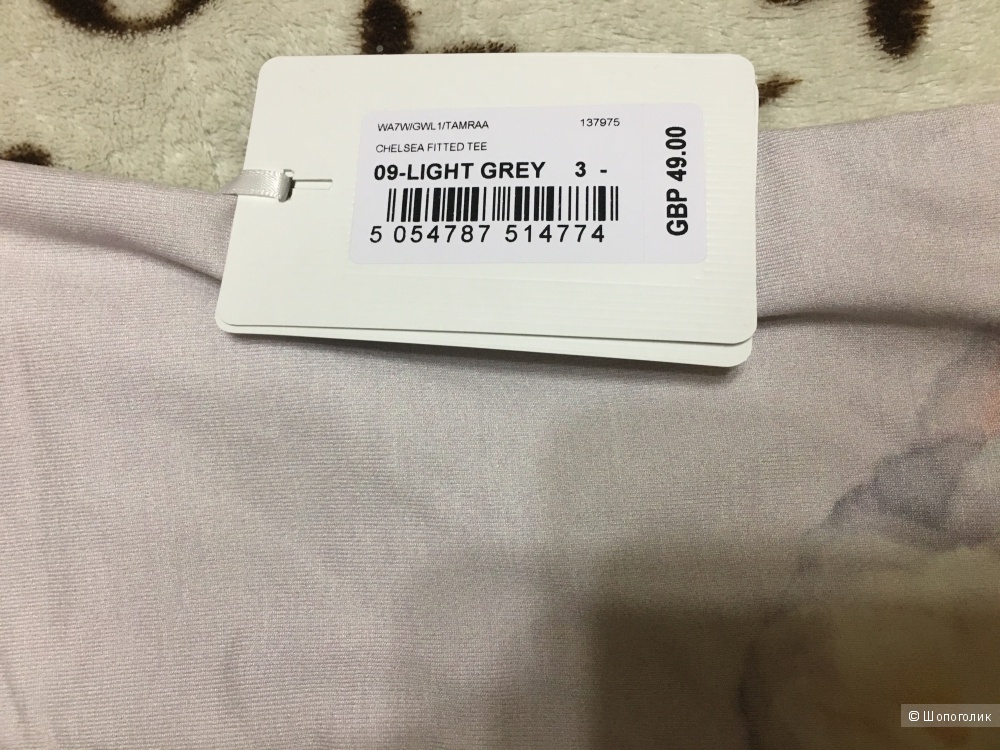 WA7W/GWL1/TAMRAA 137975
CHELSEA FITTED TEE
09-LIGHT GREY 3 -
5 054787 514774
GBP 49.00
© Шопоголик